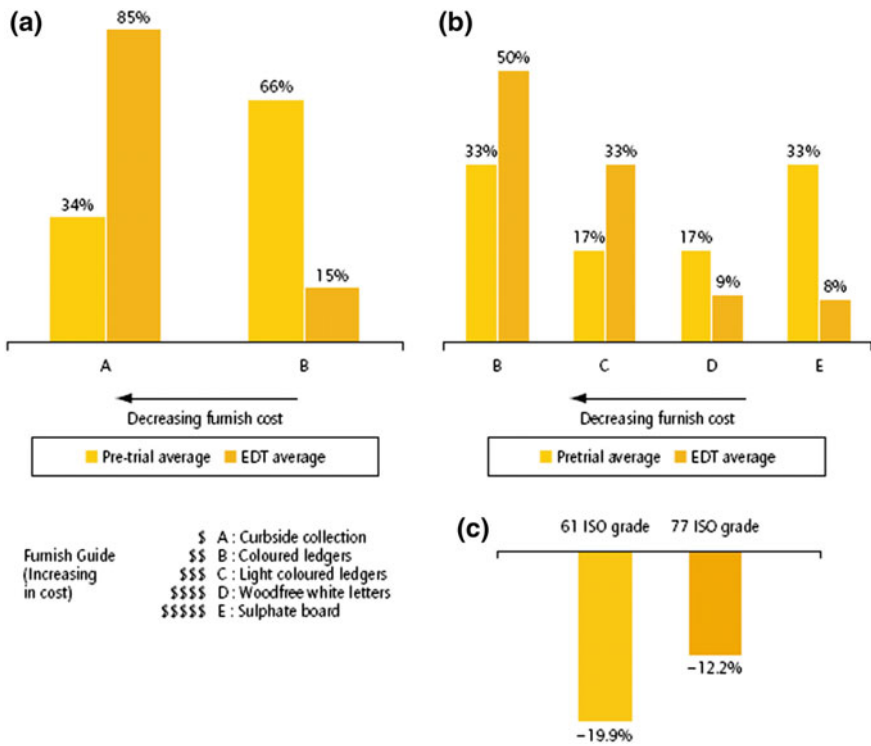 (a)
85%
66%
34%
15%
A B
Decreasing furnish cost
Pre-trial average EDT average
(b)
50%
33% 33% 33%
17% 17%
9% 8%
B C D E
Decreasing furnish cost
Pretrial average EDT average
Furnish Guide
(Increasing
in cost)
$ A : Curbside collection
$$ B : Coloured ledgers
$$$ C : Light coloured ledgers
$$$$ D : Woodfree white letters
$$$$$ E : Sulphate board
(c)
61 ISO grade 77 ISO grade
−12.2%
−19.9%